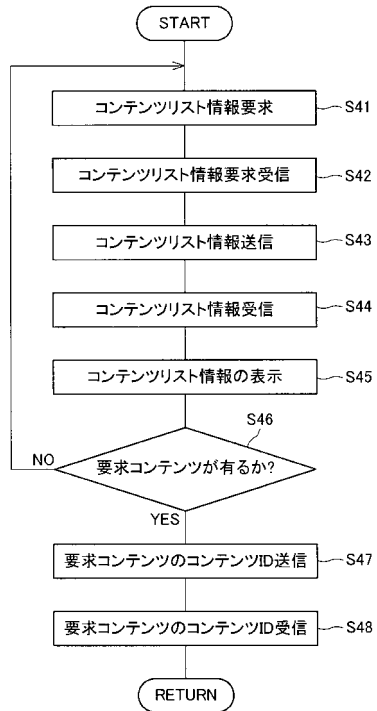 START
コンテンツリスト情報要求 S41
コンテンツリスト情報要求受信 S42
コンテンツリスト情報送信 S43
コンテンツリスト情報受信 S44
コンテンツリスト情報の表示 S45
S46
要求コンテンツが有るか?
NO
YES
要求コンテンツのコンテンツID送信 S47
要求コンテンツのコンテンツID受信 S48
RETURN